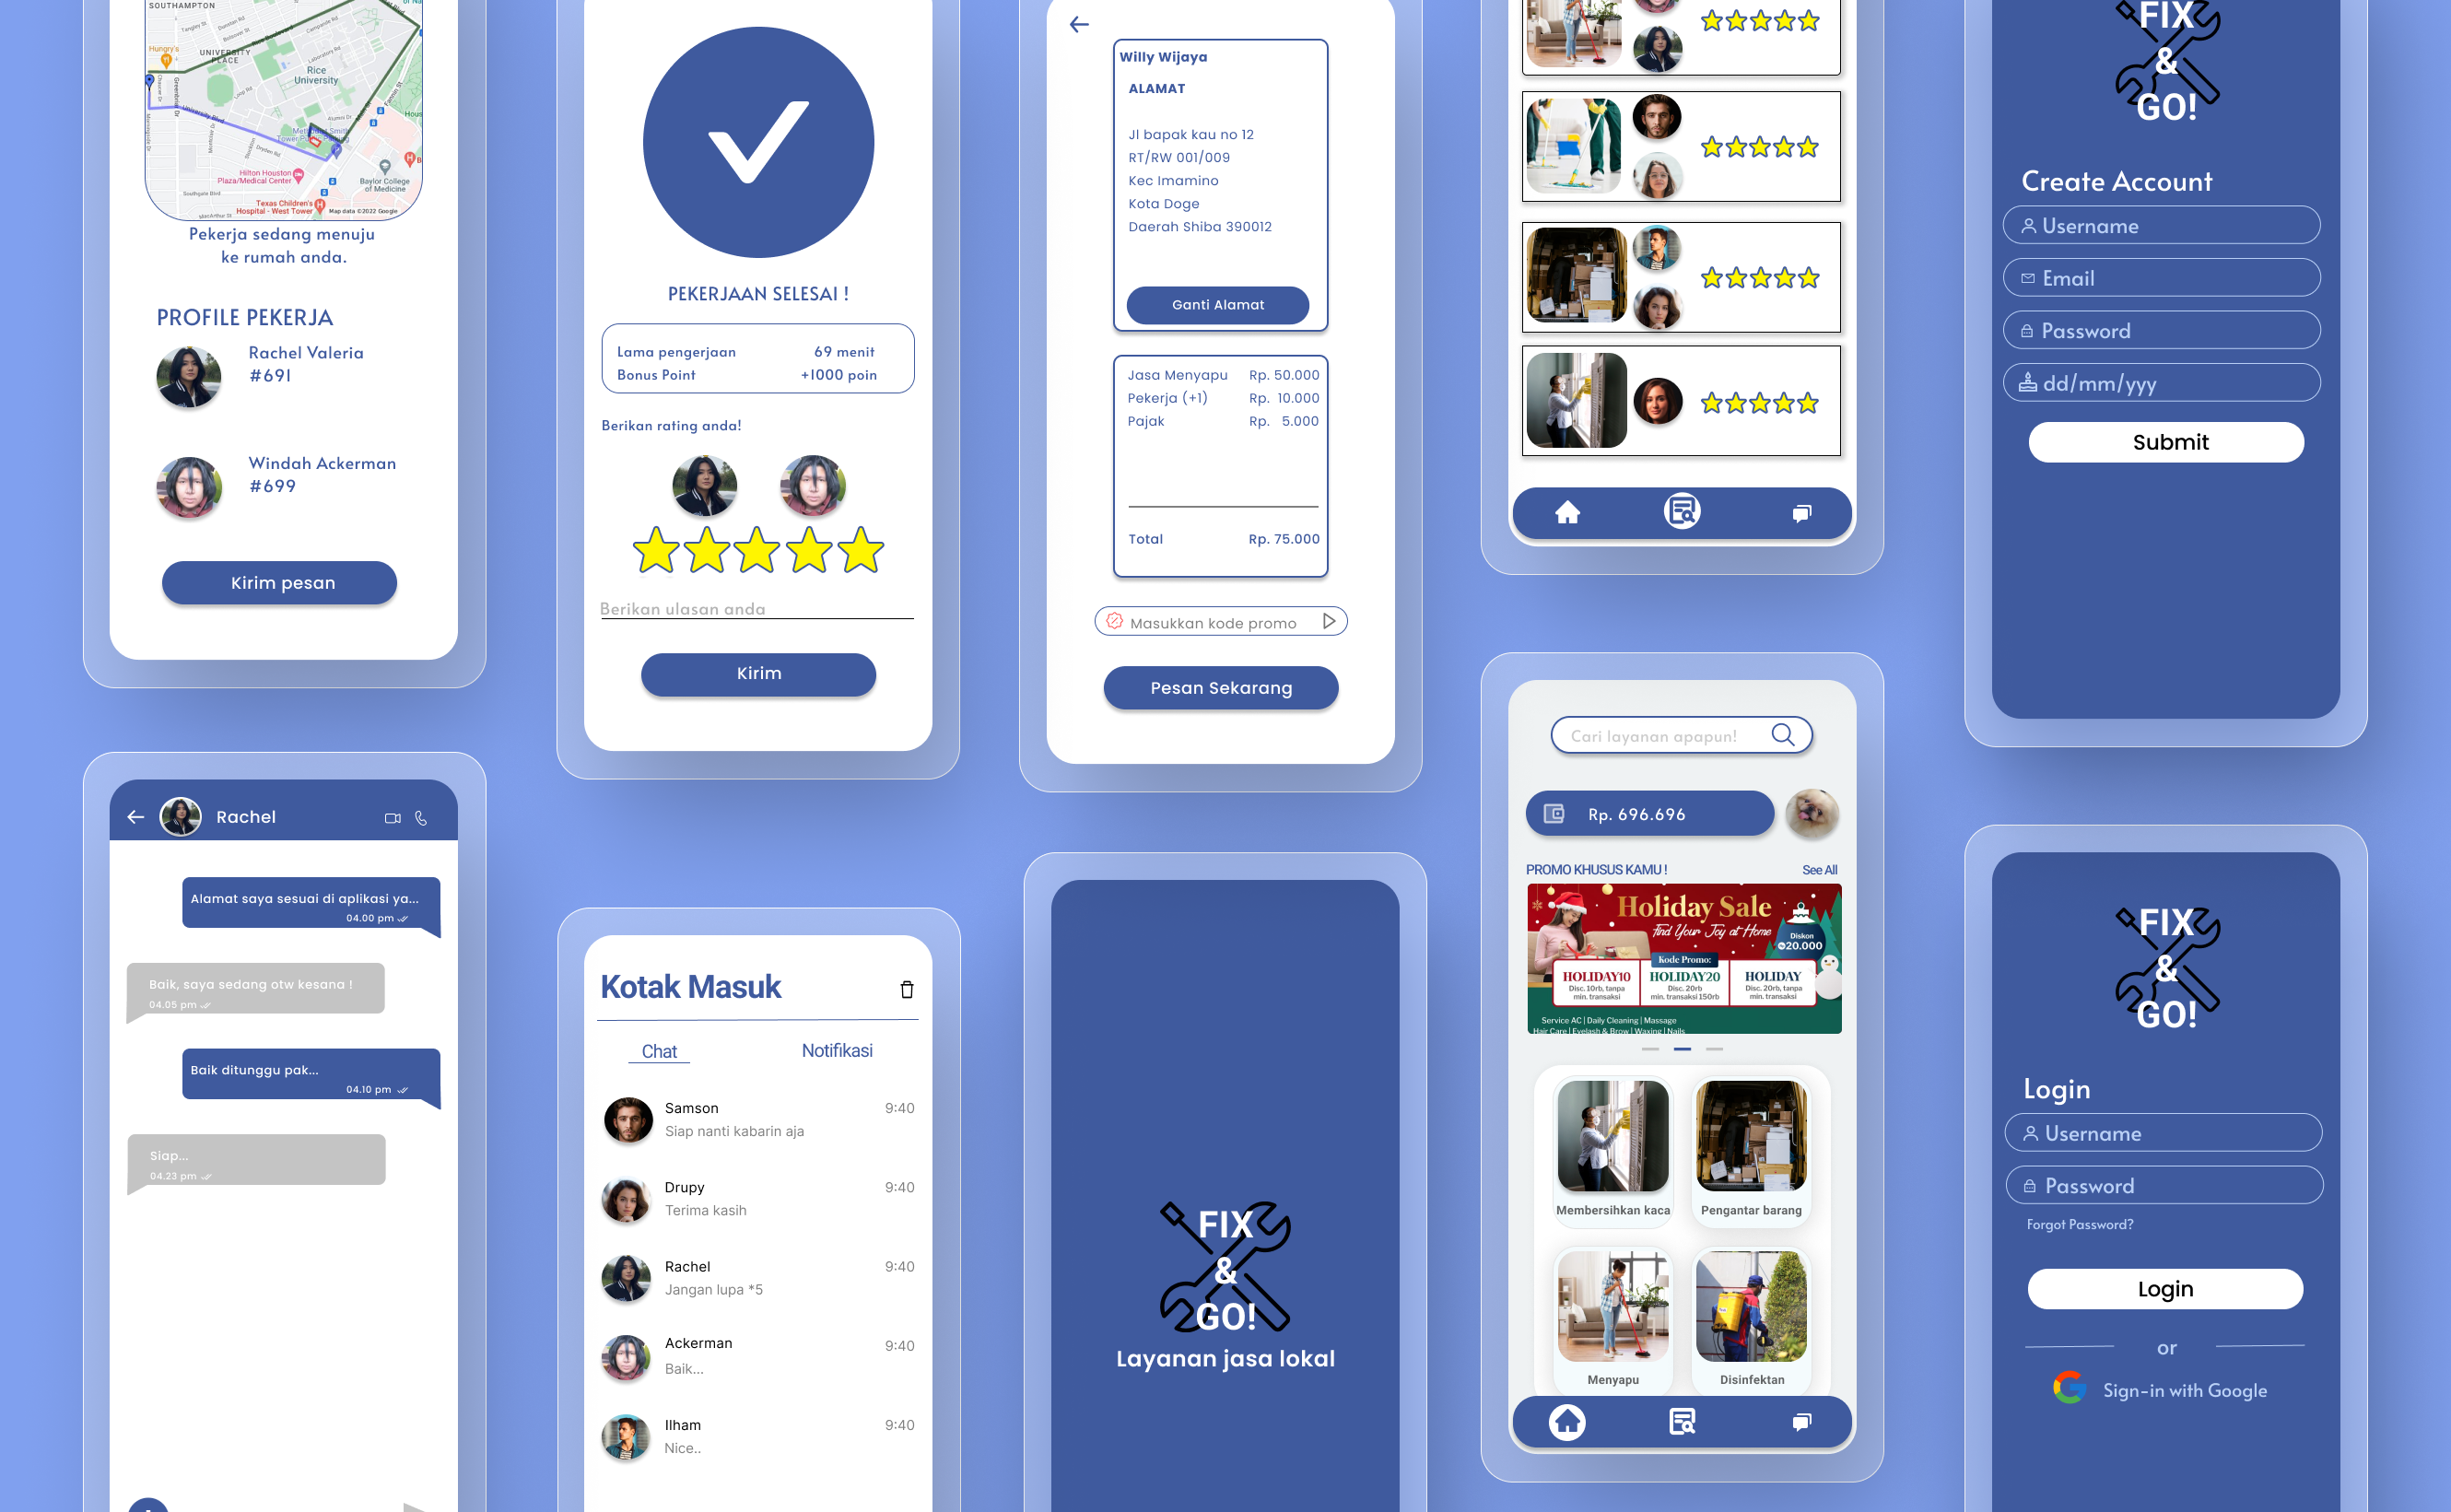 SOUTHAMPTON
Hungry's
UNIVERSITY
PLACE
Rice
University
University Blvd
Hilton Houston
Plaza/Medical Center
Baylor College
of Medicine
Texas Children's
Hospital - West Tower
Map data ©2022 Google
Pekerja sedang menuju
ke rumah anda.
PROFILE PEKERJA
Rachel Valeria
#691
Windah Ackerman
#699
Kirim pesan
Rachel
Alamat saya sesuai di aplikasi ya...
04.00 pm
Baik, saya sedang otw kesana !
04.05 pm
Baik ditunggu pak...
04.10 pm
Siap...
04.23 pm
PEKERJAAN SELESAI !
Lama pengerjaan 69 menit
Bonus Point +1000 poin
Berikan rating anda!
Berikan ulasan anda
Kirim
Kotak Masuk
Chat Notifikasi
Samson 9:40
Siap nanti kabarin aja
Drupy 9:40
Terima kasih
Rachel 9:40
Jangan lupa *5
Ackerman 9:40
Baik...
Ilham 9:40
Nice..
Willy Wijaya
ALAMAT
Jl bapak kau no 12
RT/RW 001/009
Kec Imamino
Kota Doge
Daerah Shiba 390012
Ganti Alamat
Jasa Menyapu Rp. 50.000
Pekerja (+1) Rp. 10.000
Pajak Rp. 5.000
Total Rp. 75.000
Masukkan kode promo
Pesan Sekarang
FIX
&
GO!
Layanan jasa lokal
Cari layanan apapun!
Rp. 696.696
PROMO KHUSUS KAMU ! See All
Holiday Sale
Find Your Joy at Home
Diskon
20.000
Kode Promo:
HOLIDAY10 HOLIDAY20 HOLIDAY
Disc. 10rb, tanpa Disc. 20rb Disc. 20rb, tanpa
min. transaksi min. transaksi 150rb min. transaksi
Service AC | Daily Cleaning | Massage
Hair Care | Eyelash & Brow | Waxing | Nails
Membersihkan kaca Pengantar barang
Menyapu Disinfektan
FIX
&
GO!
Create Account
Username
Email
Password
dd/mm/yyy
Submit
FIX
&
GO!
Login
Username
Password
Forgot Password?
Login
or
Sign-in with Google